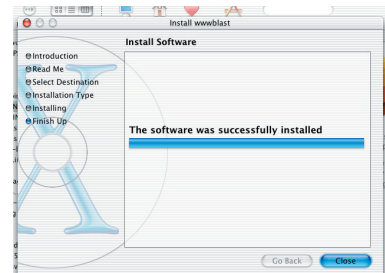 Install wwwblast
Install Software
Introduction
Read Me
Select Destination
Installation Type
Installing
Finish Up
The software was successfully installed
Go Back
Close